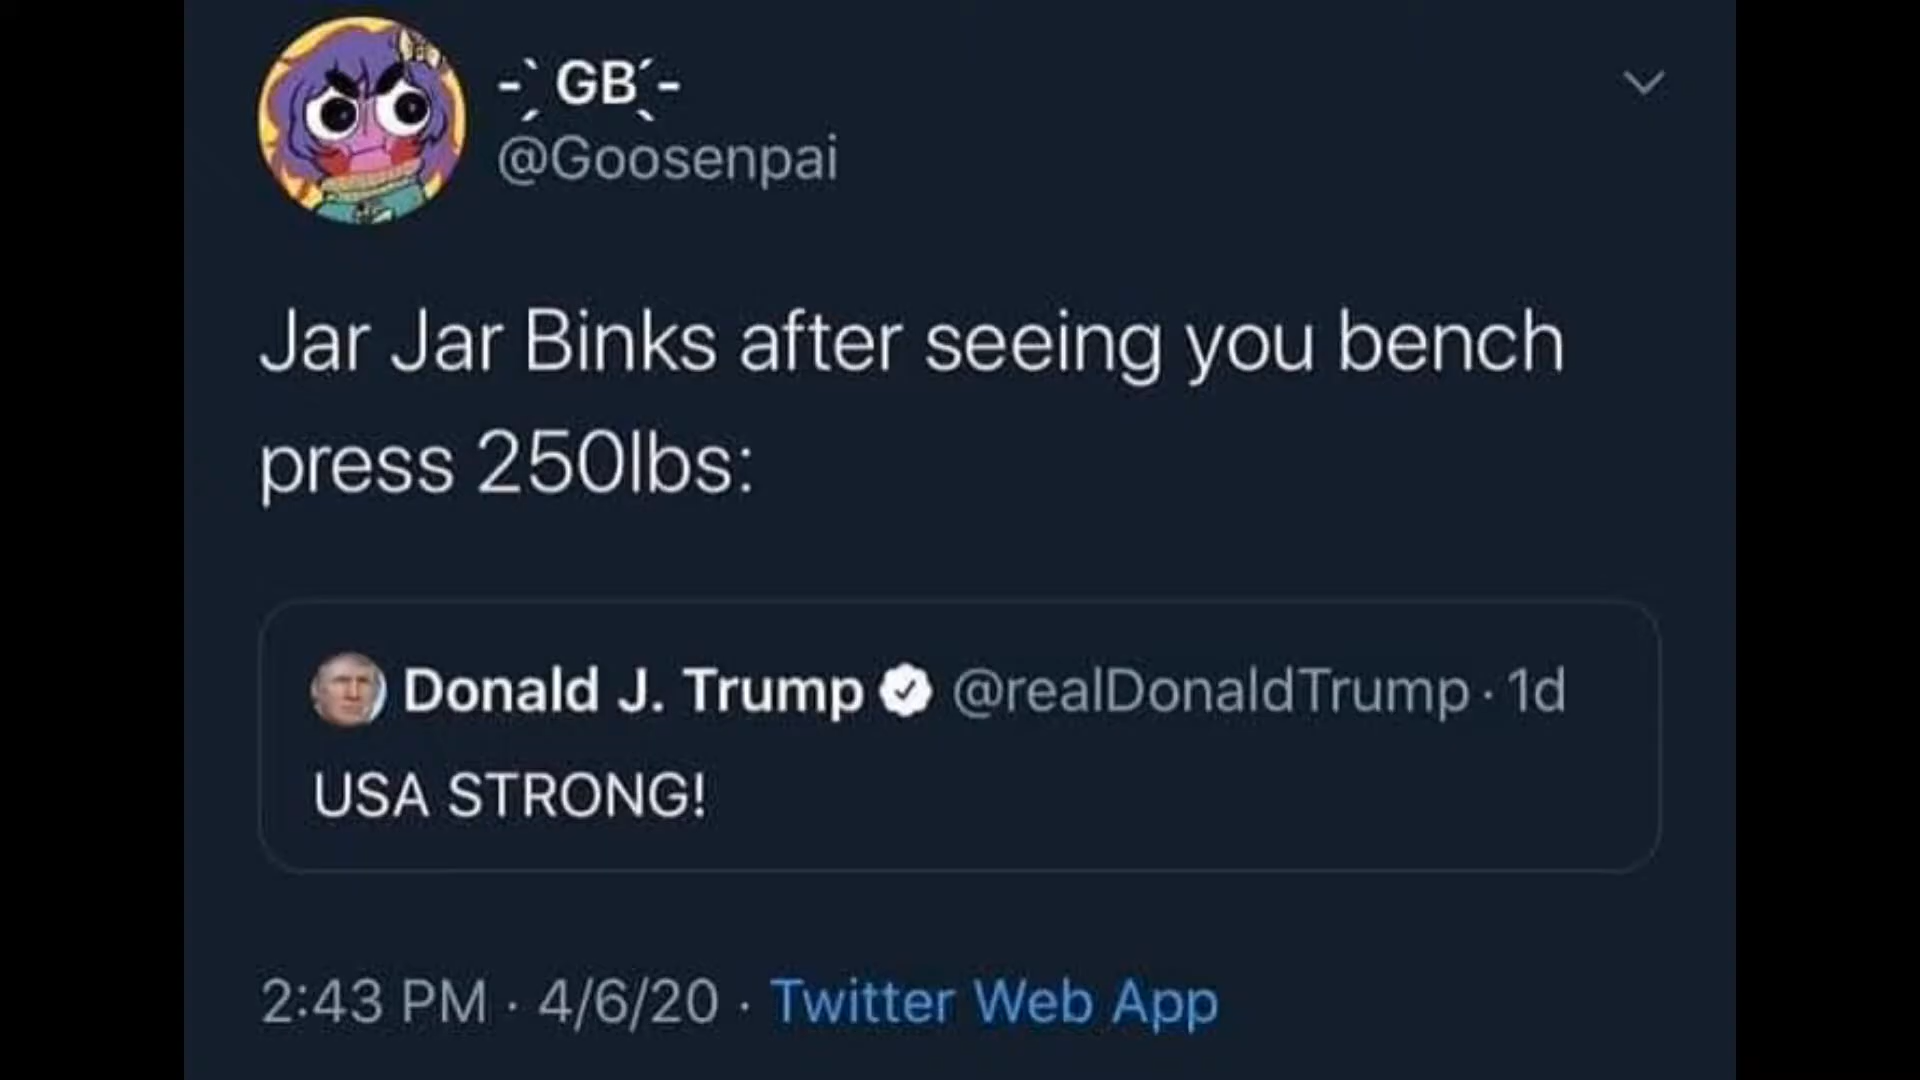 -`̗ GB ̖´-
@Goosenpai
Jar Jar Binks after seeing you bench
press 250lbs:
Donald J. Trump @realDonaldTrump · 1d
USA STRONG!
2:43 PM · 4/6/20 · Twitter Web App